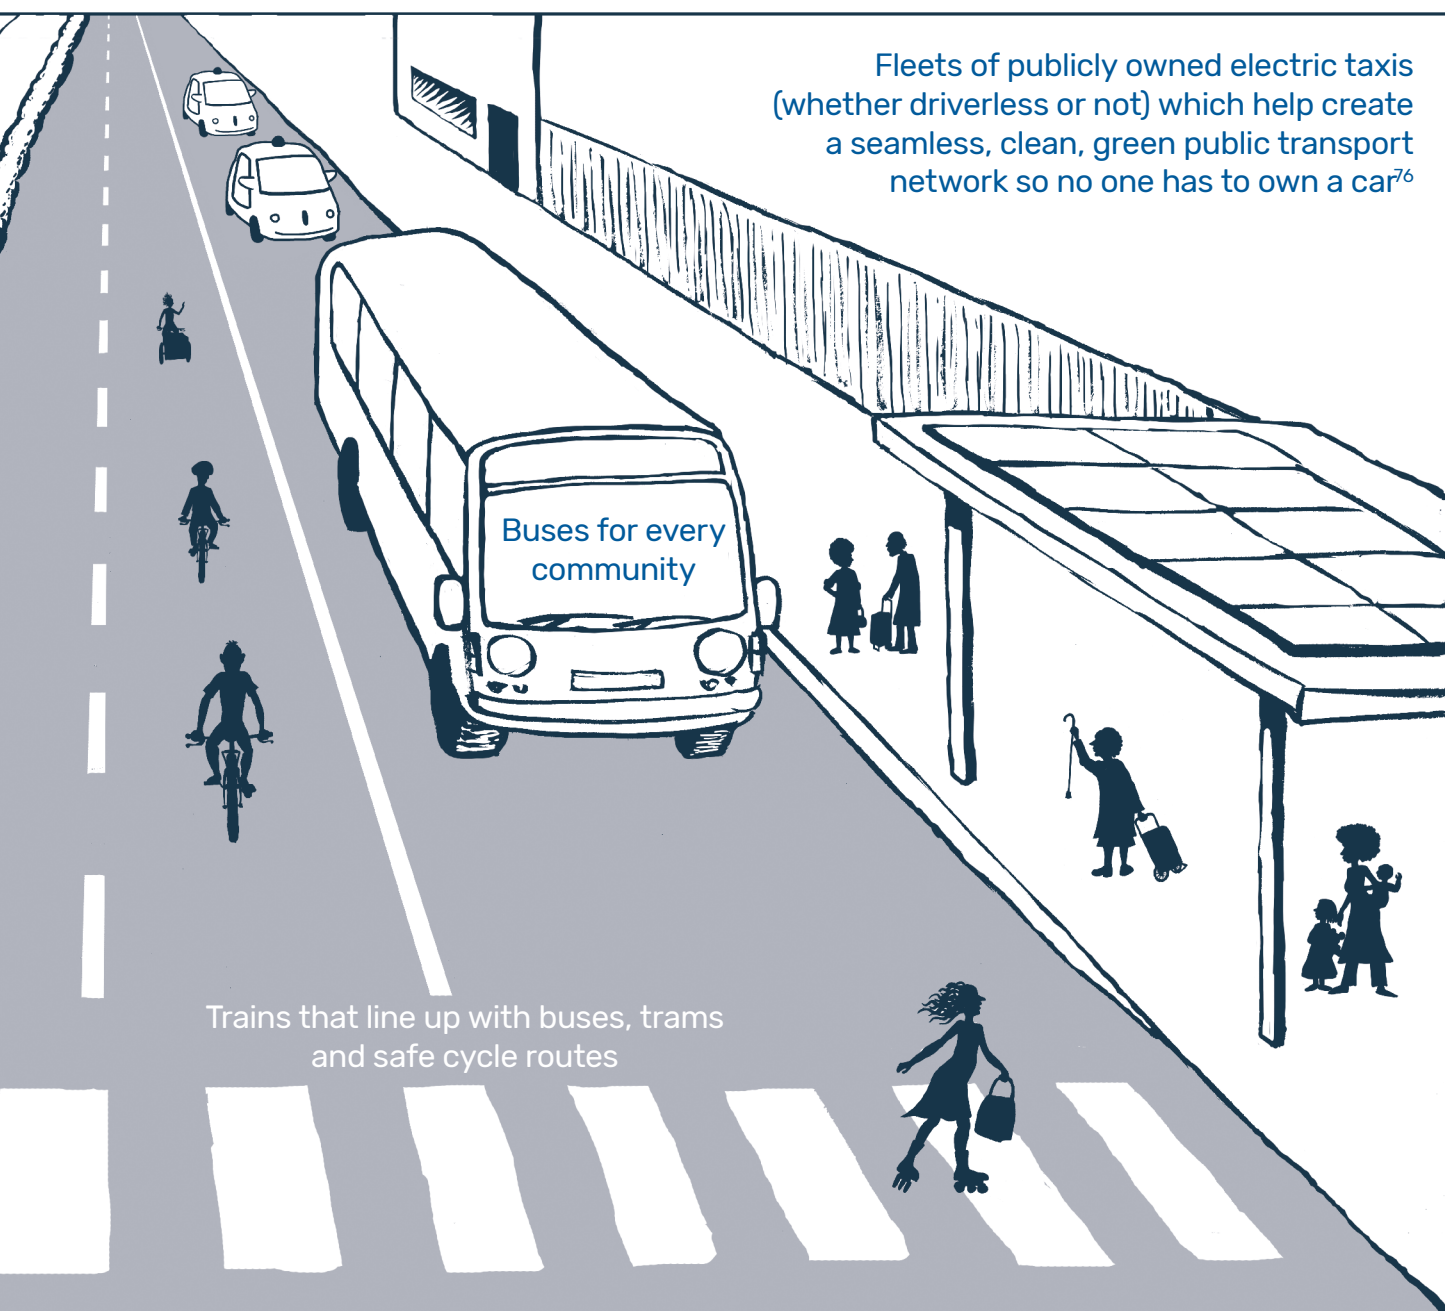 Fleets of publicly owned electric taxis
(whether driverless or not) which help create
a seamless, clean, green public transport
network so no one has to own a car76
Buses for every
community
Trains that line up with buses, trams
and safe cycle routes